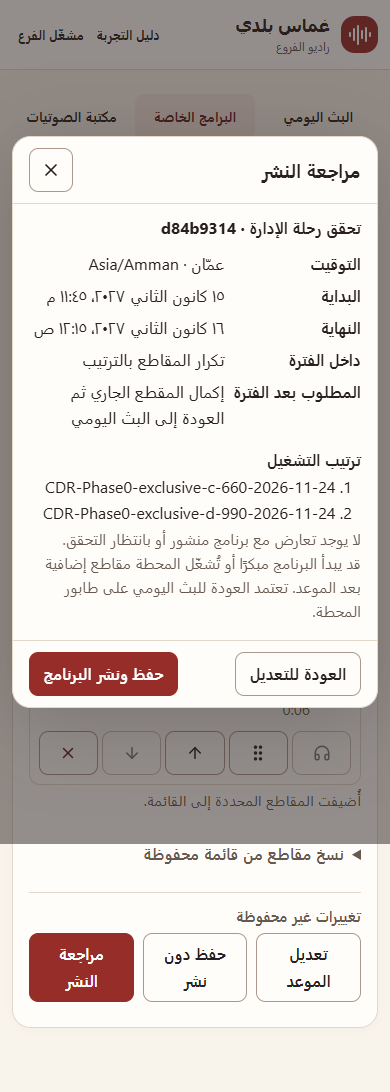 غماس بلدي
راديو الفروع
دليل التجربة
مشغّل الفرع
البث اليومي
البرامج الخاصة
مكتبة الصوتيات
مراجعة النشر
تحقق رحلة الإدارة · d84b9314
التوقيت عمّان · Asia/Amman
البداية ١٥ كانون الثاني ٢٠٢٧، ١١:٤٥ م
النهاية ١٦ كانون الثاني ٢٠٢٧، ١٢:١٥ ص
داخل الفترة تكرار المقاطع بالترتيب
المطلوب بعد الفترة إكمال المقطع الجاري ثم
العودة إلى البث اليومي
ترتيب التشغيل
1. CDR-Phase0-exclusive-c-660-2026-11-24
2. CDR-Phase0-exclusive-d-990-2026-11-24
لا يوجد تعارض مع برنامج منشور أو بانتظار التحقق.
قد يبدأ البرنامج مبكرًا أو تُشغّل المحطة مقاطع إضافية
بعد الموعد. تعتمد العودة للبث اليومي على طابور
المحطة.
العودة للتعديل
حفظ ونشر البرنامج
0:06
أُضيفت المقاطع المحددة إلى القائمة.
نسخ مقاطع من قائمة محفوظة
تغييرات غير محفوظة
تعديل الموعد
حفظ دون نشر
مراجعة النشر